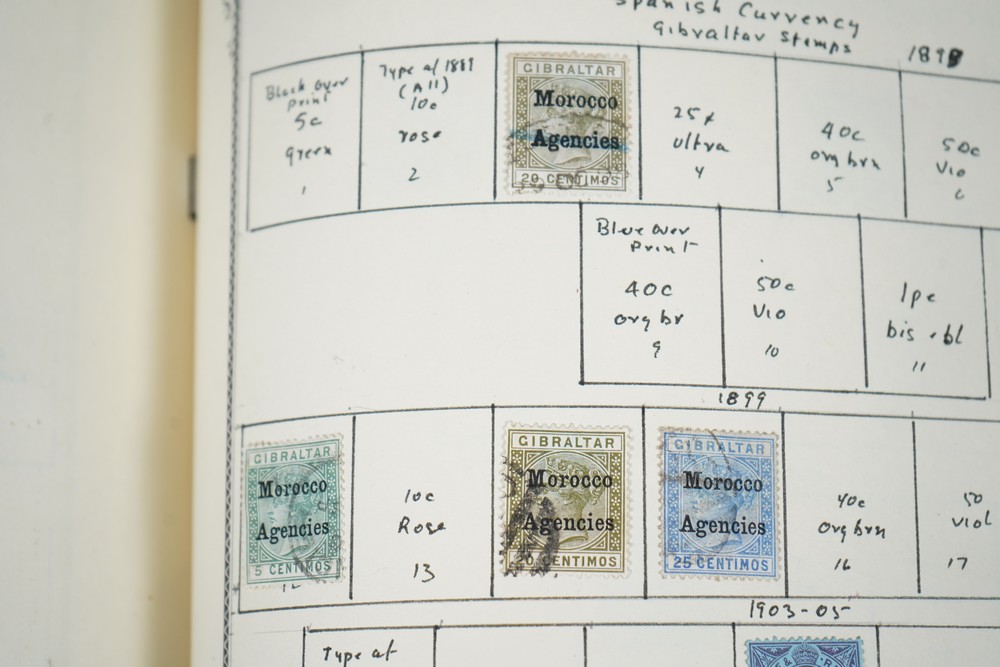 Spanish Currency
Gibraltar Stamps
1898
Black over
print
5c
green
1
Type of 1889
(All)
10c
rose
2
GIBRALTAR
Morocco
Agencies
20 CENTIMOS
25¢
ultra
4
40c
org brn
5
50c
Vio
6
Blue over
Print
40c
org br
9
50c
Vio
10
1pe
bis + bl
11
1899
GIBRALTAR
Morocco
Agencies
5 CENTIMOS
12
10c
Rose
13
GIBRALTAR
Morocco
Agencies
20 CENTIMOS
GIBRALTAR
Morocco
Agencies
25 CENTIMOS
40c
Org brn
16
50
Viol
17
1903-05
Type of